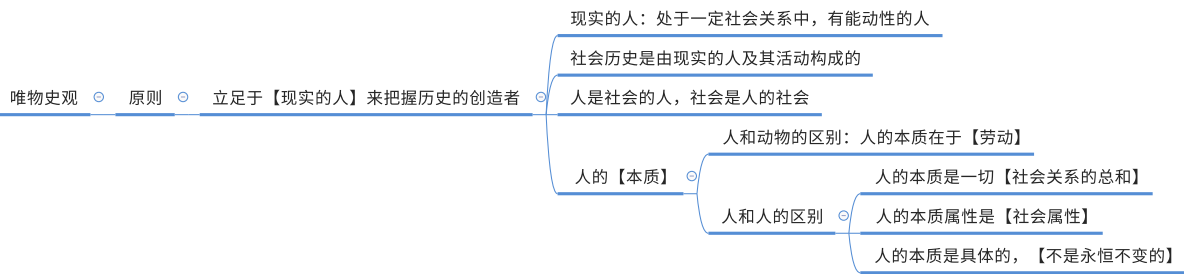 现实的人：处于一定社会关系中，有能动性的人
社会历史是由现实的人及其活动构成的
唯物史观
原则
立足于【现实的人】来把握历史的创造者
人是社会的人，社会是人的社会
人和动物的区别：人的本质在于【劳动】
人的【本质】
人的本质是一切【社会关系的总和】
人和人的区别
人的本质属性是【社会属性】
人的本质是具体的，【不是永恒不变的】